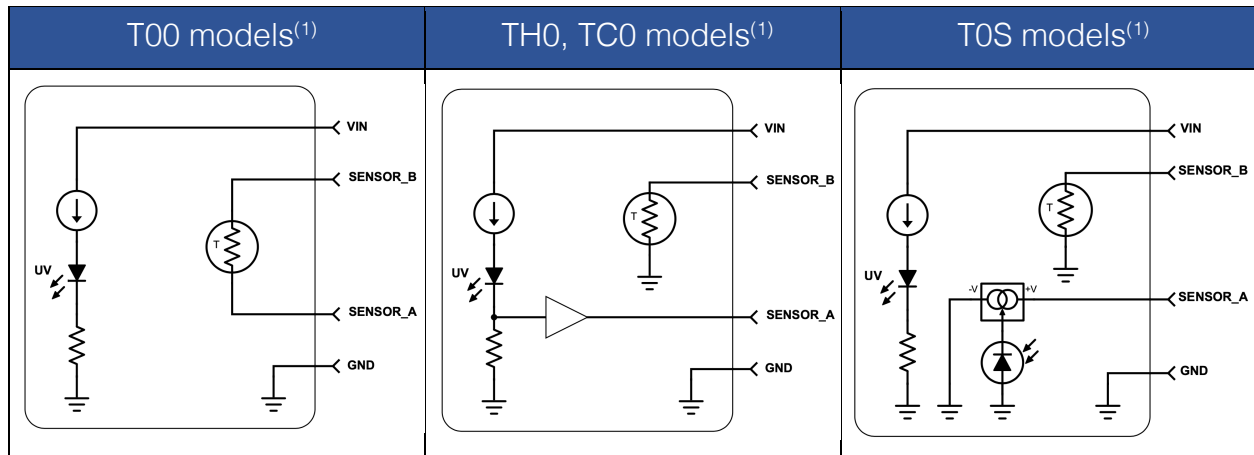 T00 models(1)
TH0, TC0 models(1)
T0S models(1)
VIN
SENSOR_B
T
UV
SENSOR_A
GND
VIN
SENSOR_B
T
UV
SENSOR_A
GND
VIN
SENSOR_B
T
UV
-V
+V
SENSOR_A
GND